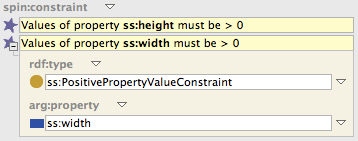 spin:constraint
Values of property ss:height must be > 0
Values of property ss:width must be > 0
rdf:type
ss:PositivePropertyValueConstraint
arg:property
ss:width